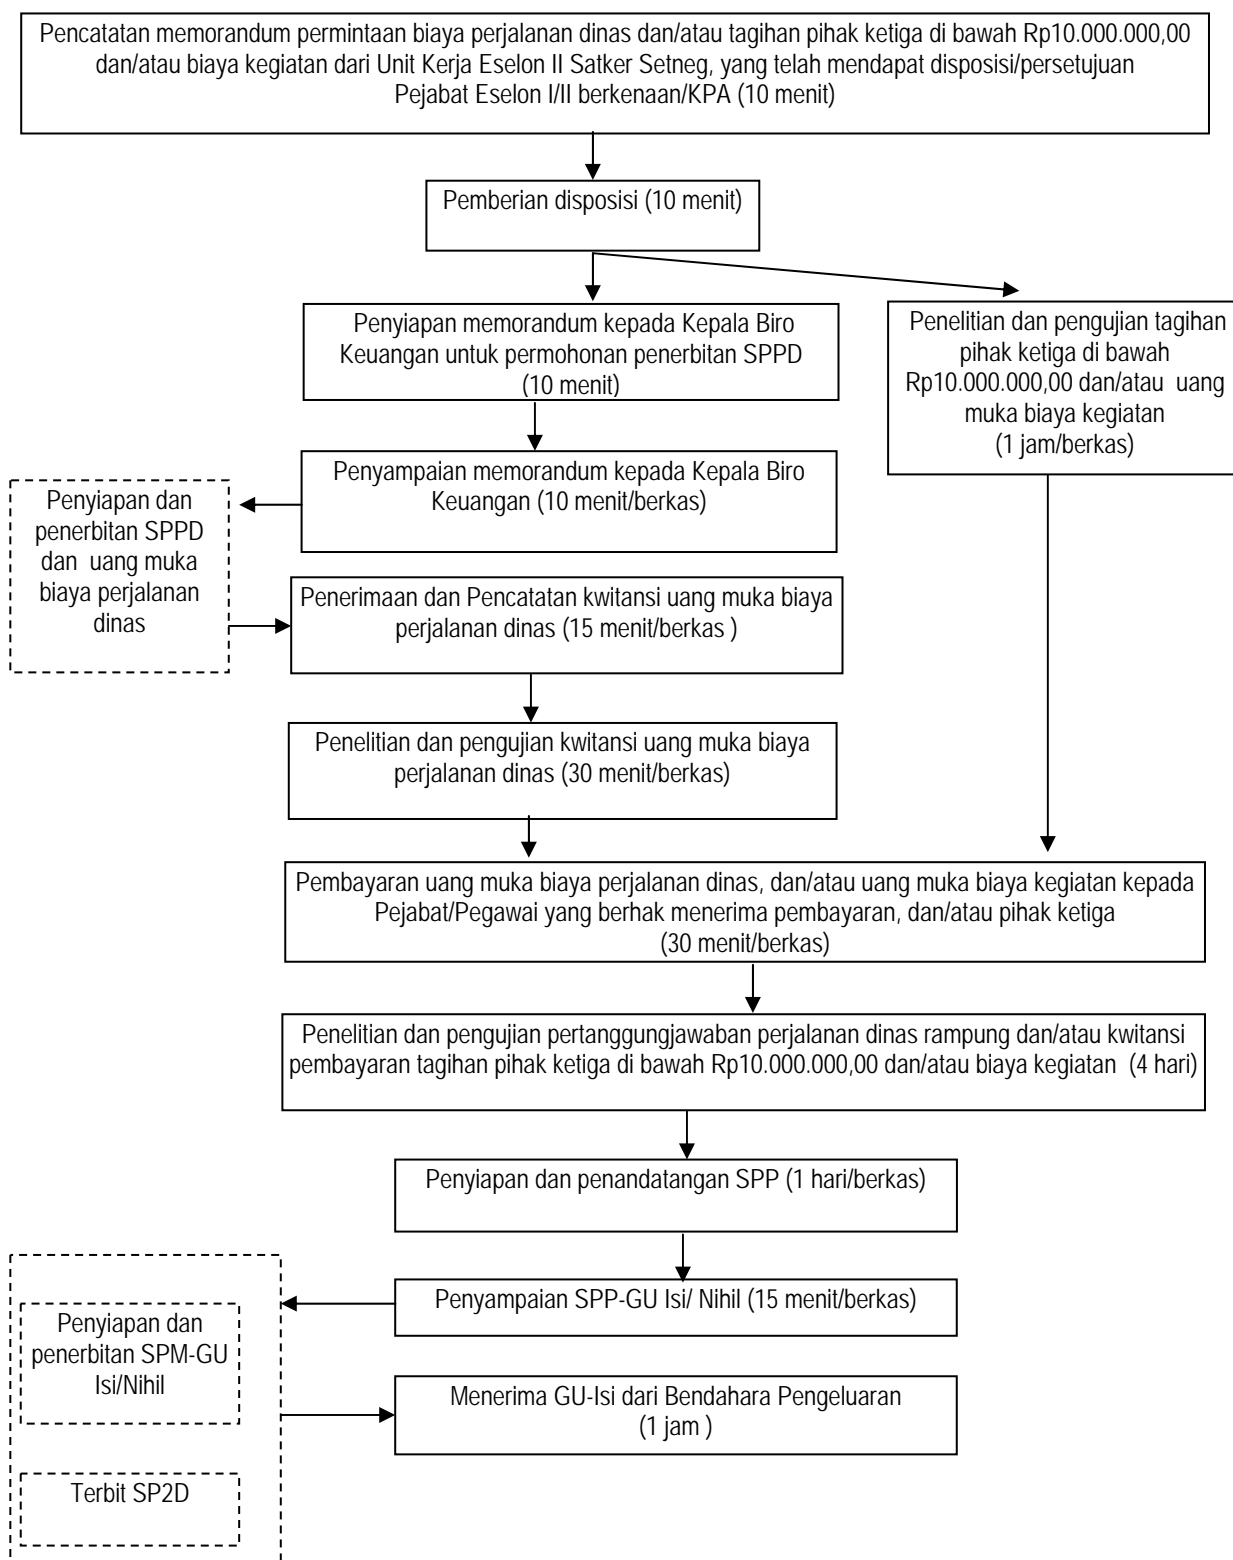 Pencatatan memorandum permintaan biaya perjalanan dinas dan/atau tagihan pihak ketiga di bawah Rp10.000.000,00
dan/atau biaya kegiatan dari Unit Kerja Eselon II Satker Setneg, yang telah mendapat disposisi/persetujuan
Pejabat Eselon I/II berkenaan/KPA (10 menit)
Pemberian disposisi (10 menit)
Penyiapan memorandum kepada Kepala Biro
Keuangan untuk permohonan penerbitan SPPD
(10 menit)
Penelitian dan pengujian tagihan
pihak ketiga di bawah
Rp10.000.000,00 dan/atau uang
muka biaya kegiatan
(1 jam/berkas)
Penyampaian memorandum kepada Kepala Biro
Keuangan (10 menit/berkas)
Penyiapan dan
penerbitan SPPD
dan uang muka
biaya perjalanan
dinas
Penerimaan dan Pencatatan kwitansi uang muka biaya
perjalanan dinas (15 menit/berkas )
Penelitian dan pengujian kwitansi uang muka biaya
perjalanan dinas (30 menit/berkas)
Pembayaran uang muka biaya perjalanan dinas, dan/atau uang muka biaya kegiatan kepada
Pejabat/Pegawai yang berhak menerima pembayaran, dan/atau pihak ketiga
(30 menit/berkas)
Penelitian dan pengujian pertanggungjawaban perjalanan dinas rampung dan/atau kwitansi
pembayaran tagihan pihak ketiga di bawah Rp10.000.000,00 dan/atau biaya kegiatan (4 hari)
Penyiapan dan penandatangan SPP (1 hari/berkas)
Penyampaian SPP-GU Isi/ Nihil (15 menit/berkas)
Penyiapan dan
penerbitan SPM-GU
Isi/Nihil
Menerima GU-Isi dari Bendahara Pengeluaran
(1 jam )
Terbit SP2D